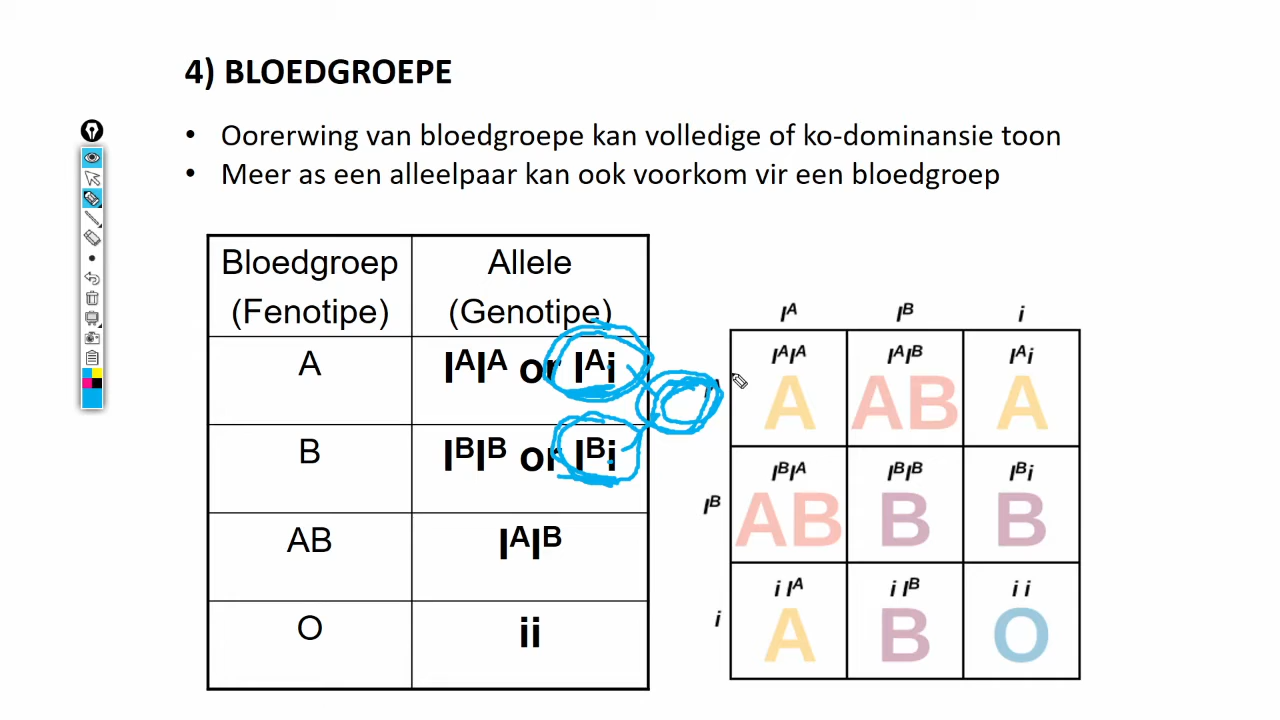 4) BLOEDGROEPE
• Oorerwing van bloedgroepe kan volledige of ko-dominansie toon
• Meer as een alleelpaar kan ook voorkom vir een bloedgroep
Bloedgroep (Fenotipe) Allele (Genotipe)
A IᴬIᴬ or Iᴬi
B IᴮIᴮ or Iᴮi
AB IᴬIᴮ
O ii
Iᴬ Iᴮ i
IᴬIᴬ IᴬIᴮ Iᴬi
A AB A
Iᴮ IᴮIᴬ IᴮIᴮ Iᴮi
AB B B
i i Iᴬ i Iᴮ i i
A B O